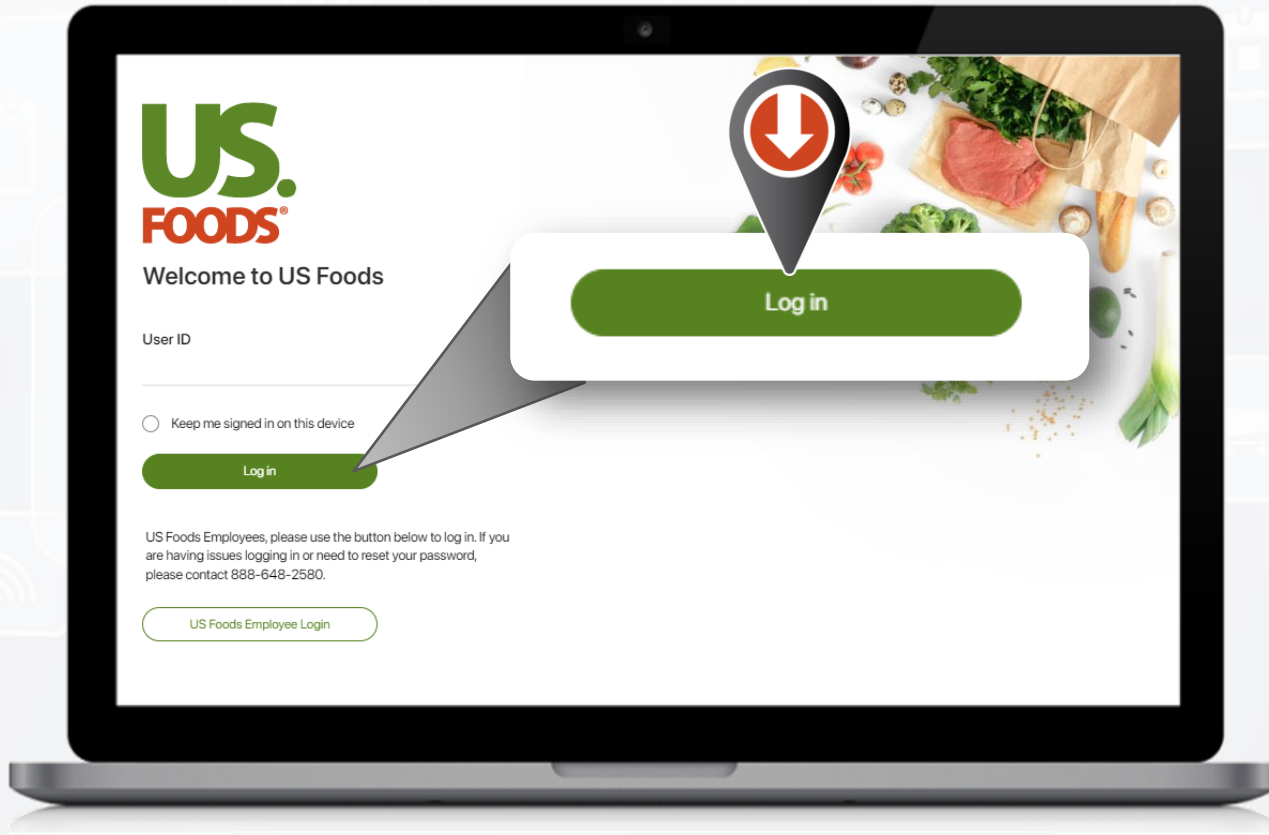 US.
FOODS®
Welcome to US Foods
User ID
Keep me signed in on this device
Log in
US Foods Employees, please use the button below to log in. If you
are having issues logging in or need to reset your password,
please contact 888-648-2580.
US Foods Employee Login
Log in